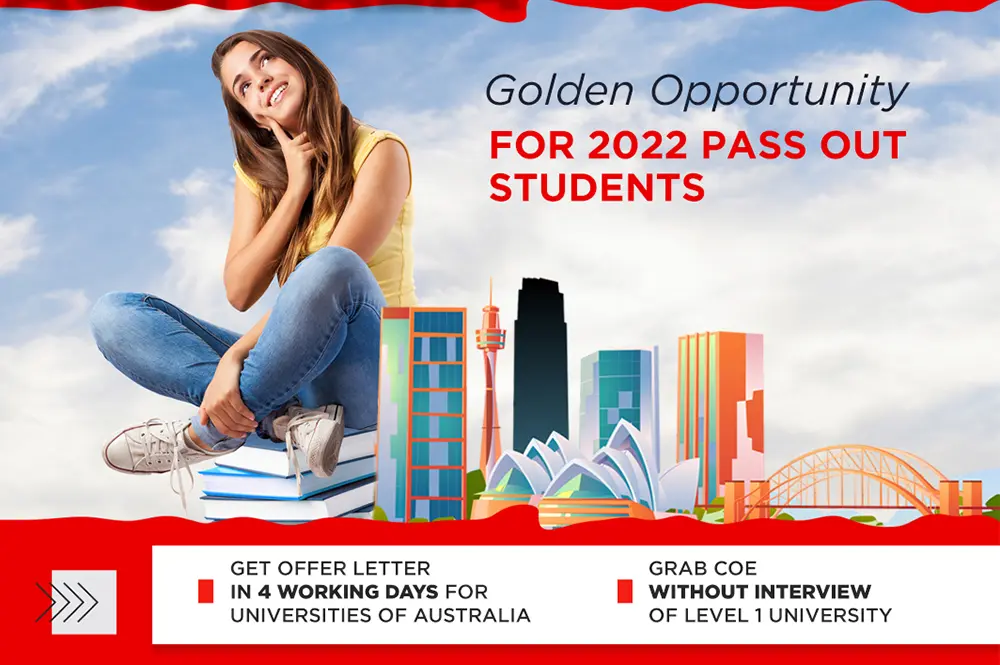 Golden Opportunity
FOR 2022 PASS OUT
STUDENTS
GET OFFER LETTER
IN 4 WORKING DAYS FOR
UNIVERSITIES OF AUSTRALIA
GRAB COE
WITHOUT INTERVIEW
OF LEVEL 1 UNIVERSITY